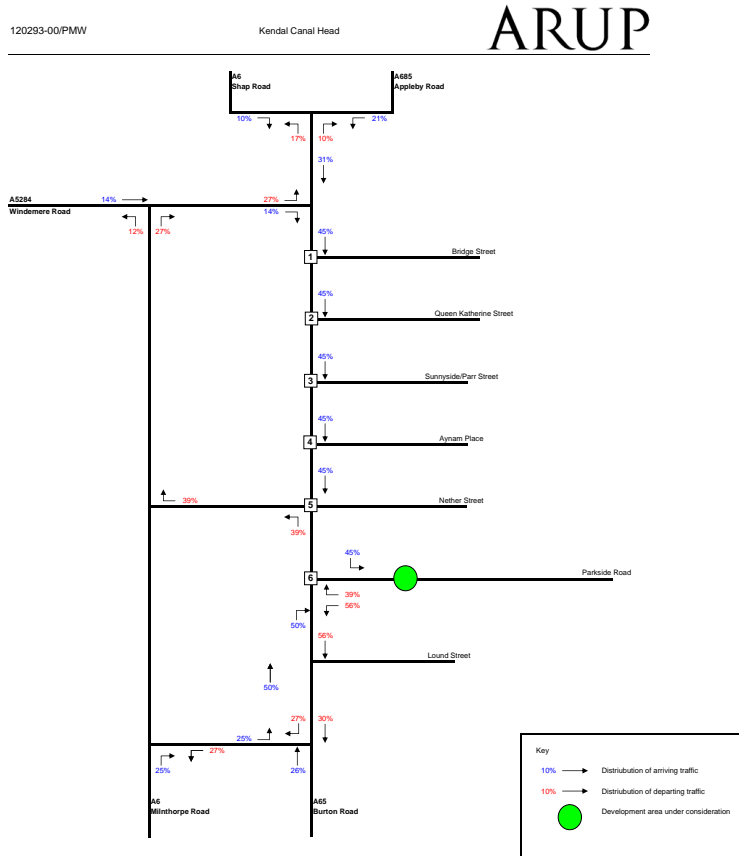 120293-00/PMW
Kendal Canal Head
ARUP
A6
Shap Road
A685
Appleby Road
10%
17%
10%
21%
31%
A5284
Windemere Road
14%
27%
14%
12%
27%
45%
1
Bridge Street
45%
2
Queen Katherine Street
45%
3
Sunnyside/Parr Street
45%
4
Aynam Place
45%
39%
5
Nether Street
39%
45%
6
Parkside Road
39%
56%
50%
56%
Lound Street
50%
27%
30%
25%
27%
25%
26%
A6
Milnthorpe Road
A65
Burton Road
Key
10%
Distriubution of arriving traffic
10%
Distriubution of departing traffic
Development area under consideration